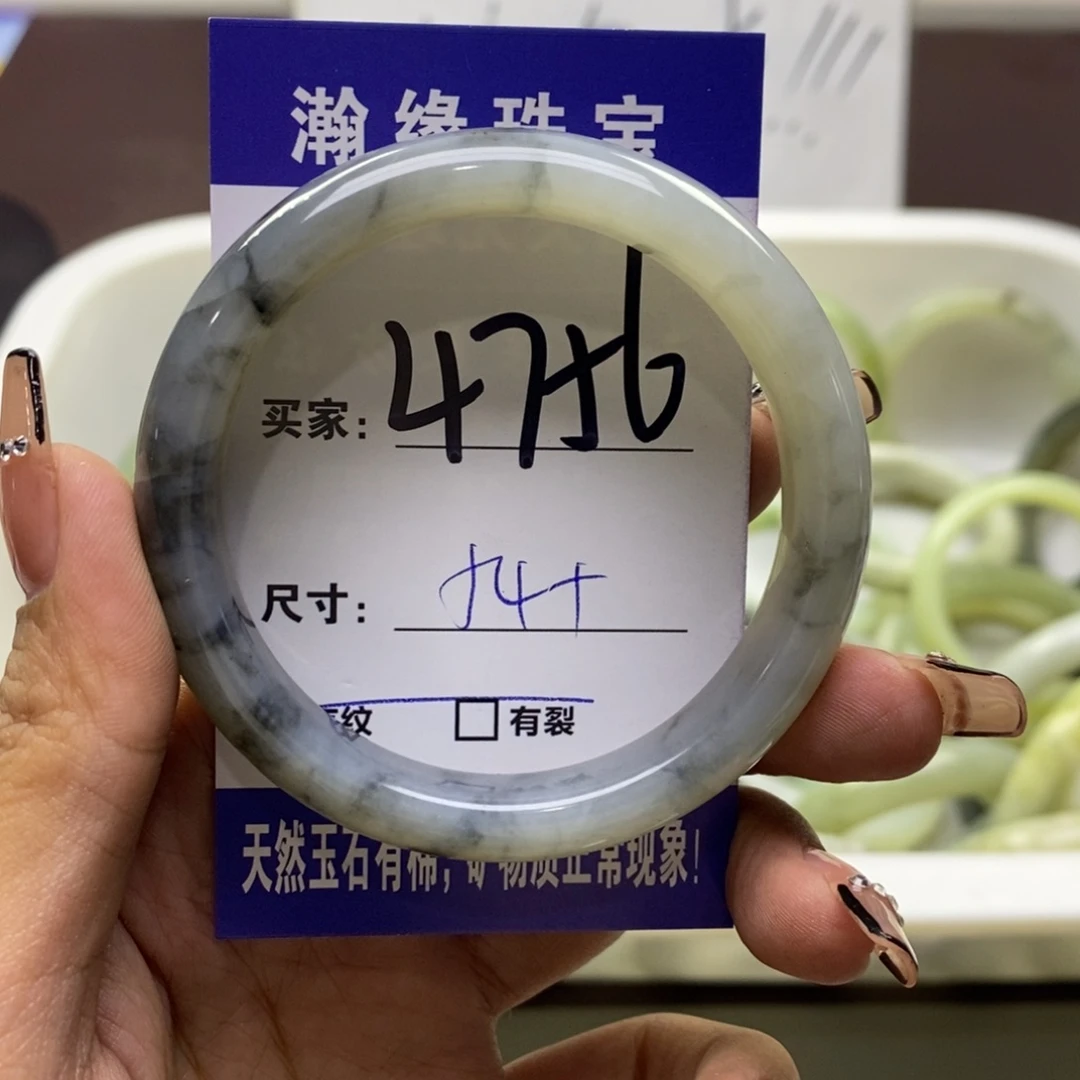 瀚缘珠宝
买家：4756
尺寸：54+
纹 有裂
天然玉石有棉，矿物质正常现象！